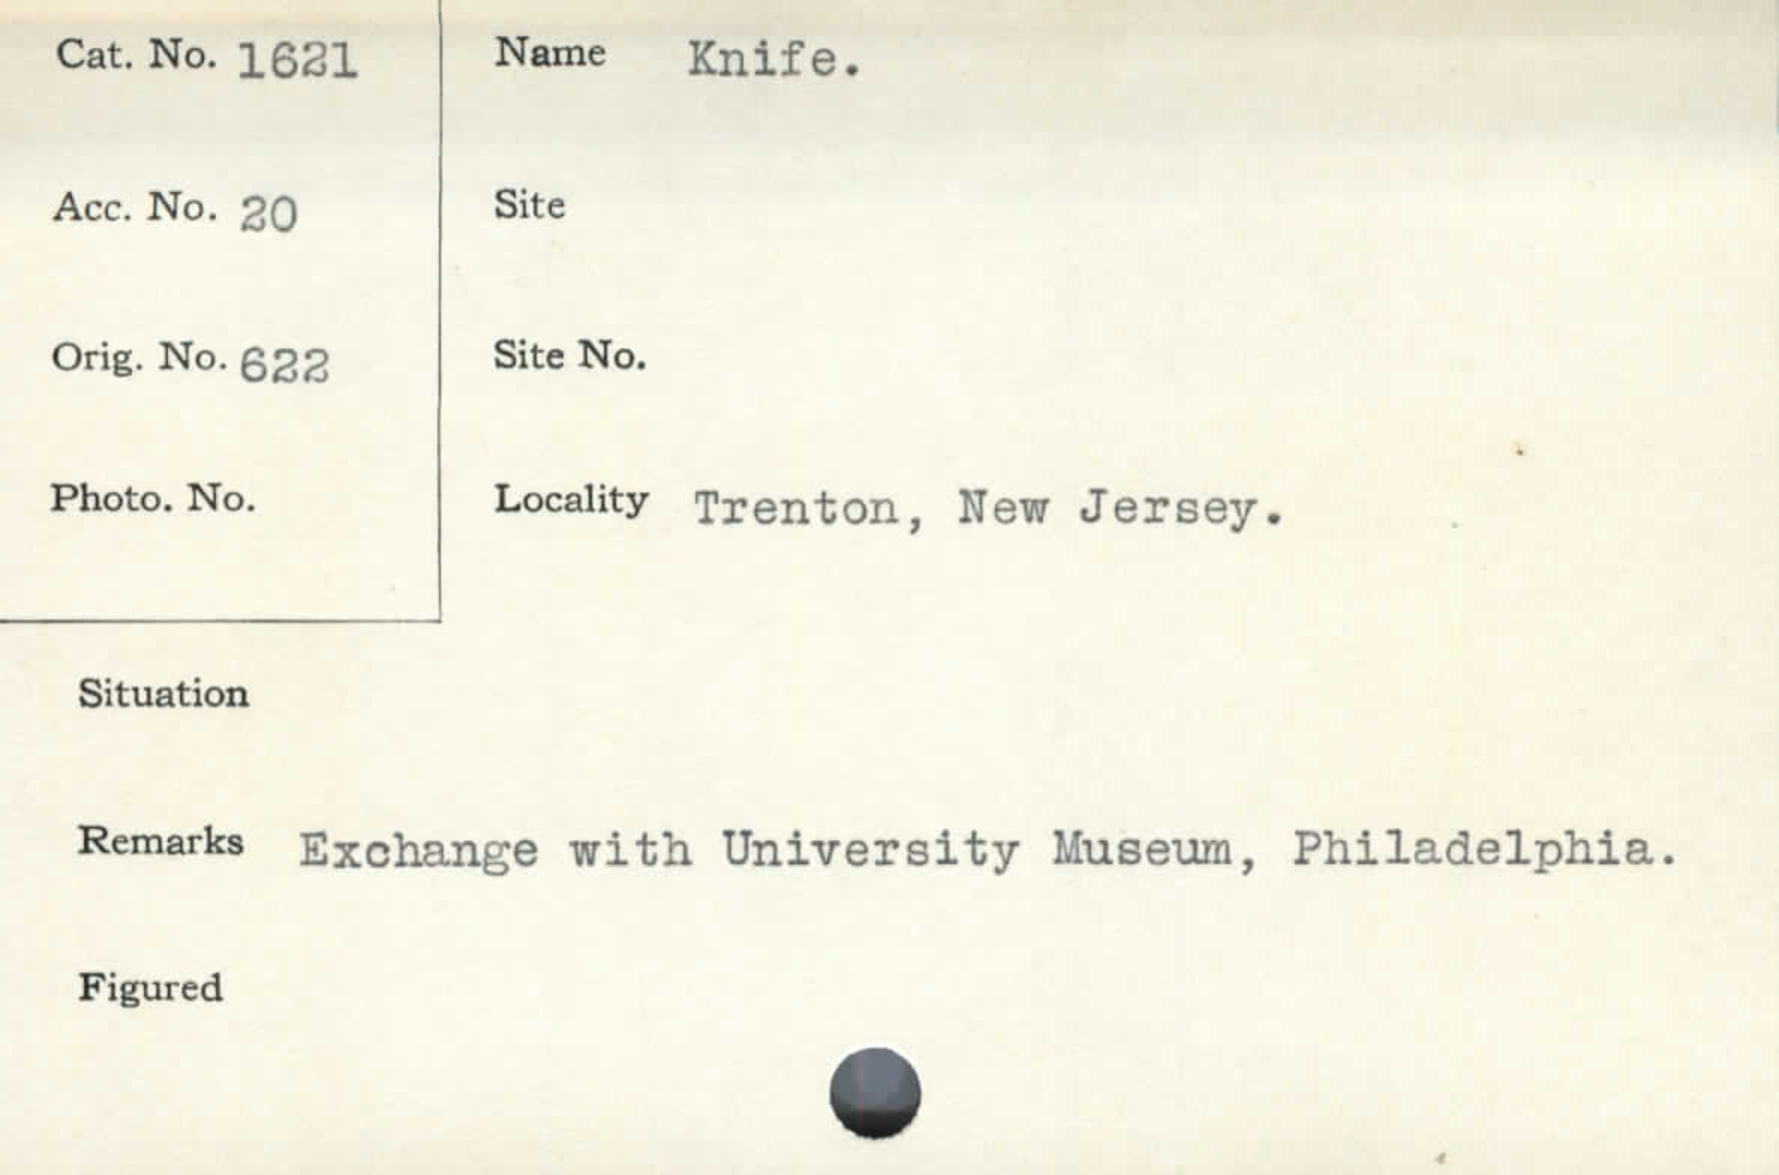 Cat. No. 1621
Name Knife.
Acc. No. 20
Site
Orig. No. 622
Site No.
Photo. No.
Locality Trenton, New Jersey.
Situation
Remarks Exchange with University Museum, Philadelphia.
Figured